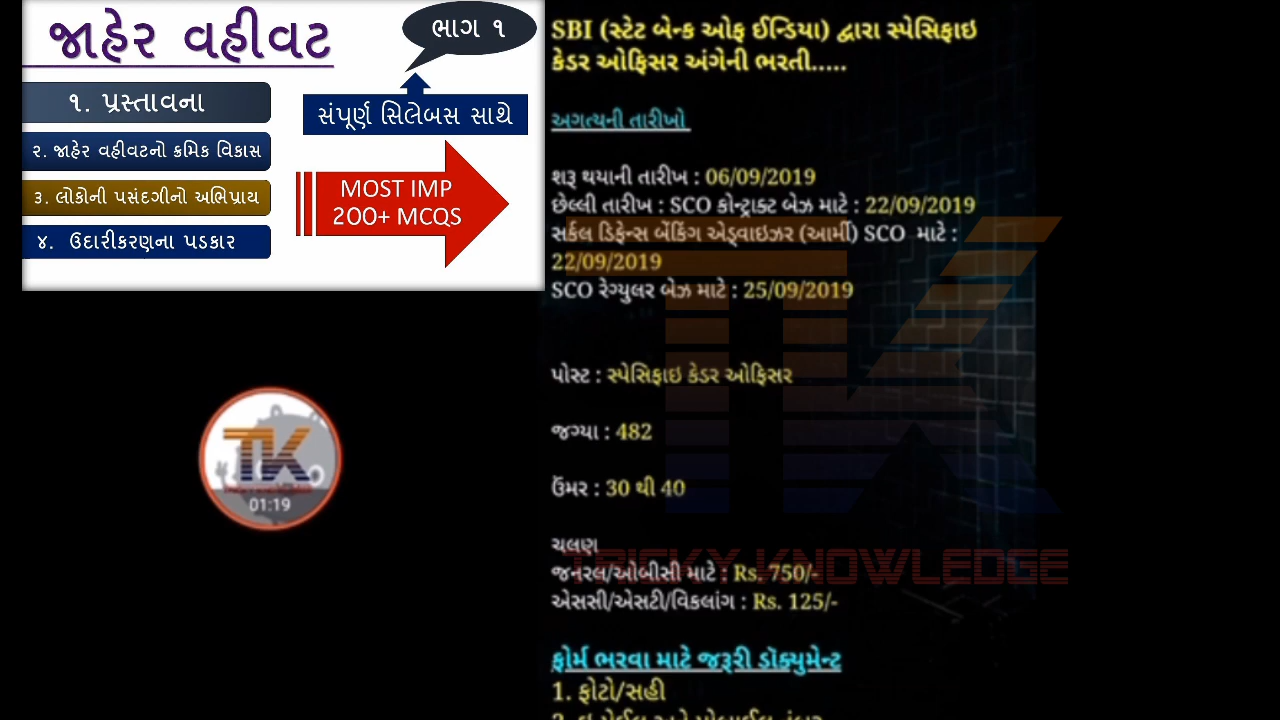 જાહેર વહીવટ
ભાગ ૧
૧. પ્રસ્તાવના
સંપૂર્ણ સિલેબસ સાથે
૨. જાહેર વહીવટનો ક્રમિક વિકાસ
૩. લોકોની પસંદગીનો અભિપ્રાય
૪. ઉદારીકરણના પડકાર
MOST IMP
200+ MCQS
TK
01:19
SBI (સ્ટેટ બેન્ક ઓફ ઈન્ડિયા) દ્વારા સ્પેસિફાઇ
કેડર ઓફિસર અંગેની ભરતી.....
અગત્યની તારીખો
શરૂ થયાની તારીખ : 06/09/2019
છેલ્લી તારીખ : SCO કોન્ટ્રાક્ટ બેઝ માટે : 22/09/2019
સર્કલ ડિફેન્સ બેંકિંગ એડ્વાઇઝર (આર્મી) SCO માટે :
22/09/2019
SCO રેગ્યુલર બેઝ માટે : 25/09/2019
પોસ્ટ : સ્પેસિફાઇ કેડર ઓફિસર
જગ્યા : 482
ઉંમર : 30 થી 40
ચલણ
જનરલ/ઓબીસી માટે : Rs. 750/-
એસસી/એસટી/વિકલાંગ : Rs. 125/-
TRICKY KNOWLEDGE
ફોર્મ ભરવા માટે જરૂરી ડૉક્યુમેન્ટ
1. ફોટો/સહી